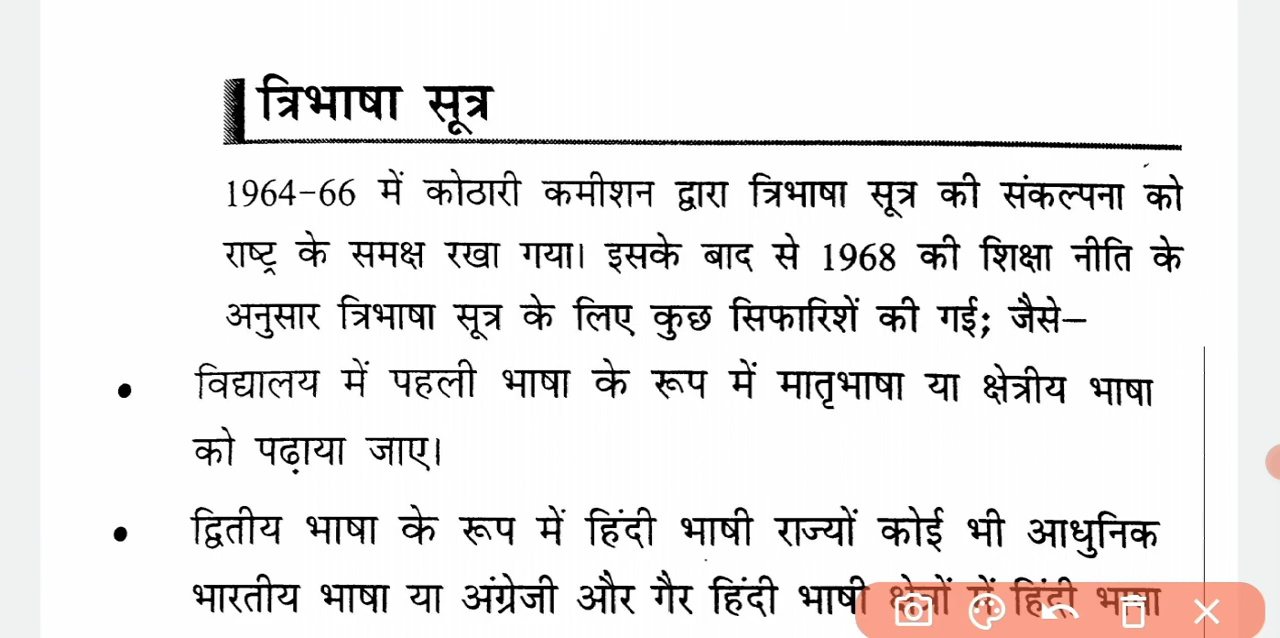 त्रिभाषा सूत्र
1964-66 में कोठारी कमीशन द्वारा त्रिभाषा सूत्र की संकल्पना को
राष्ट्र के समक्ष रखा गया। इसके बाद से 1968 की शिक्षा नीति के
अनुसार त्रिभाषा सूत्र के लिए कुछ सिफारिशें की गई; जैसे–
• विद्यालय में पहली भाषा के रूप में मातृभाषा या क्षेत्रीय भाषा
को पढ़ाया जाए।
• द्वितीय भाषा के रूप में हिंदी भाषी राज्यों कोई भी आधुनिक
भारतीय भाषा या अंग्रेजी और गैर हिंदी भाषी क्षेत्रों में हिंदी भाषा